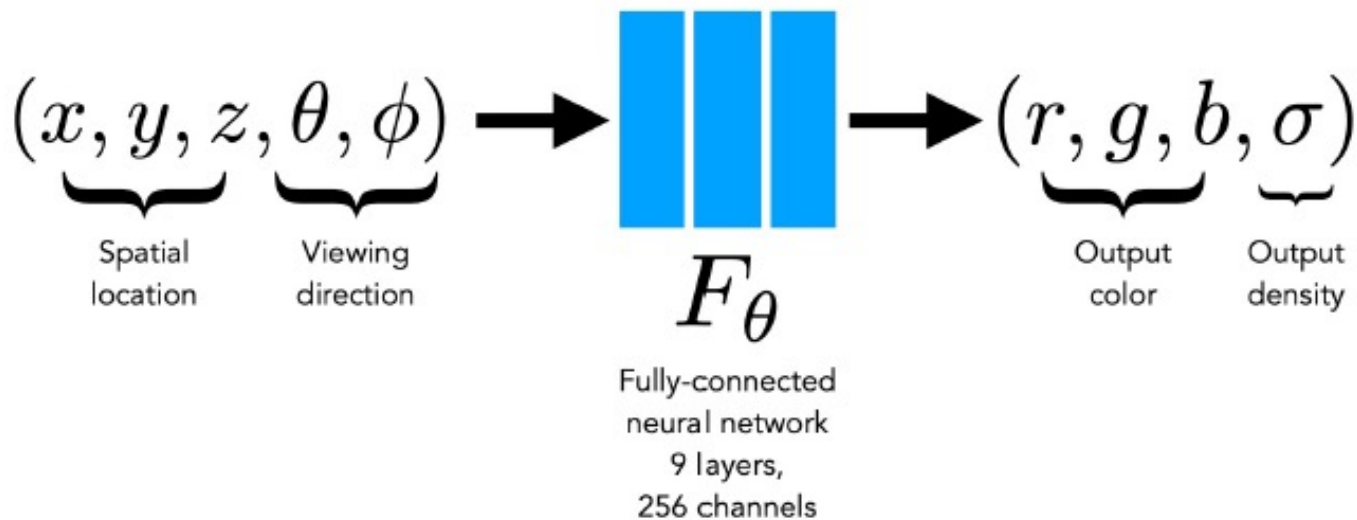 (x, y, z, θ, ϕ)
(r, g, b, σ)
Spatial
location
Viewing
direction
Output
color
Output
density
F_θ
Fully-connected
neural network
9 layers,
256 channels